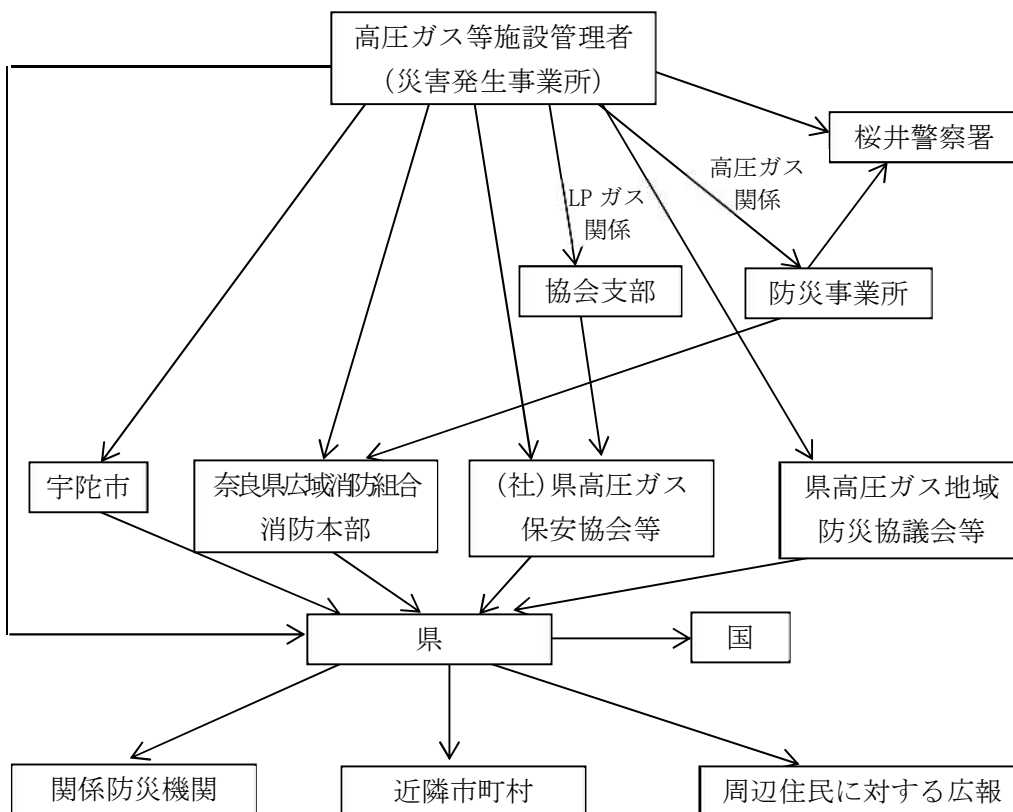 高圧ガス等施設管理者
（災害発生事業所）
桜井警察署
高圧ガス
関係
LP ガス
関係
協会支部
防災事業所
宇陀市
奈良県広域消防組合
消防本部
（社）県高圧ガス
保安協会等
県高圧ガス地域
防災協議会等
県
国
関係防災機関
近隣市町村
周辺住民に対する広報